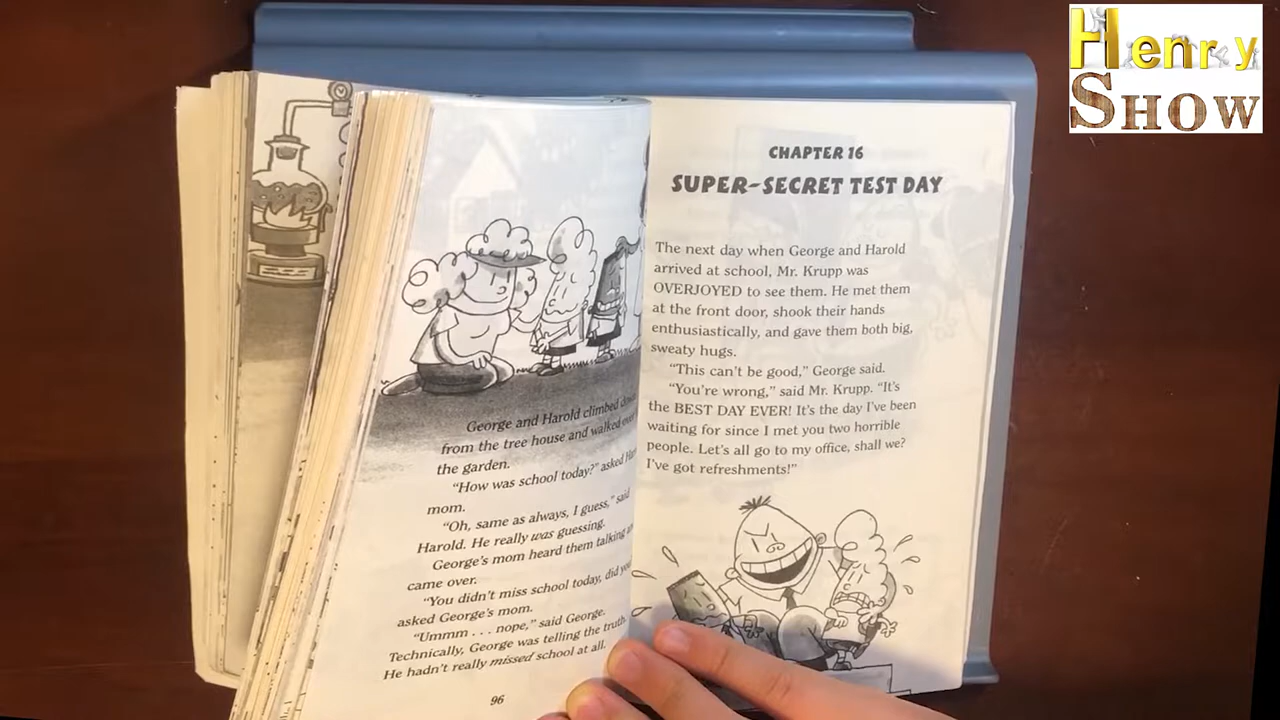 Henry
SHOW
George and Harold climbed down
from the tree house and walked over
the garden.
"How was school today?" asked
mom.
"Oh, same as always, I guess," said
Harold. He really was guessing.
George's mom heard them talking
came over.
"You didn't miss school today, did you
asked George's mom.
"Ummm . . . nope," said George.
Technically, George was telling the truth.
He hadn't really missed school at all.
96
CHAPTER 16
SUPER-SECRET TEST DAY
The next day when George and Harold
arrived at school, Mr. Krupp was
OVERJOYED to see them. He met them
at the front door, shook their hands
enthusiastically, and gave them both big,
sweaty hugs.
"This can't be good," George said.
"You're wrong," said Mr. Krupp. "It's
the BEST DAY EVER! It's the day I've been
waiting for since I met you two horrible
people. Let's all go to my office, shall we?
I've got refreshments!"